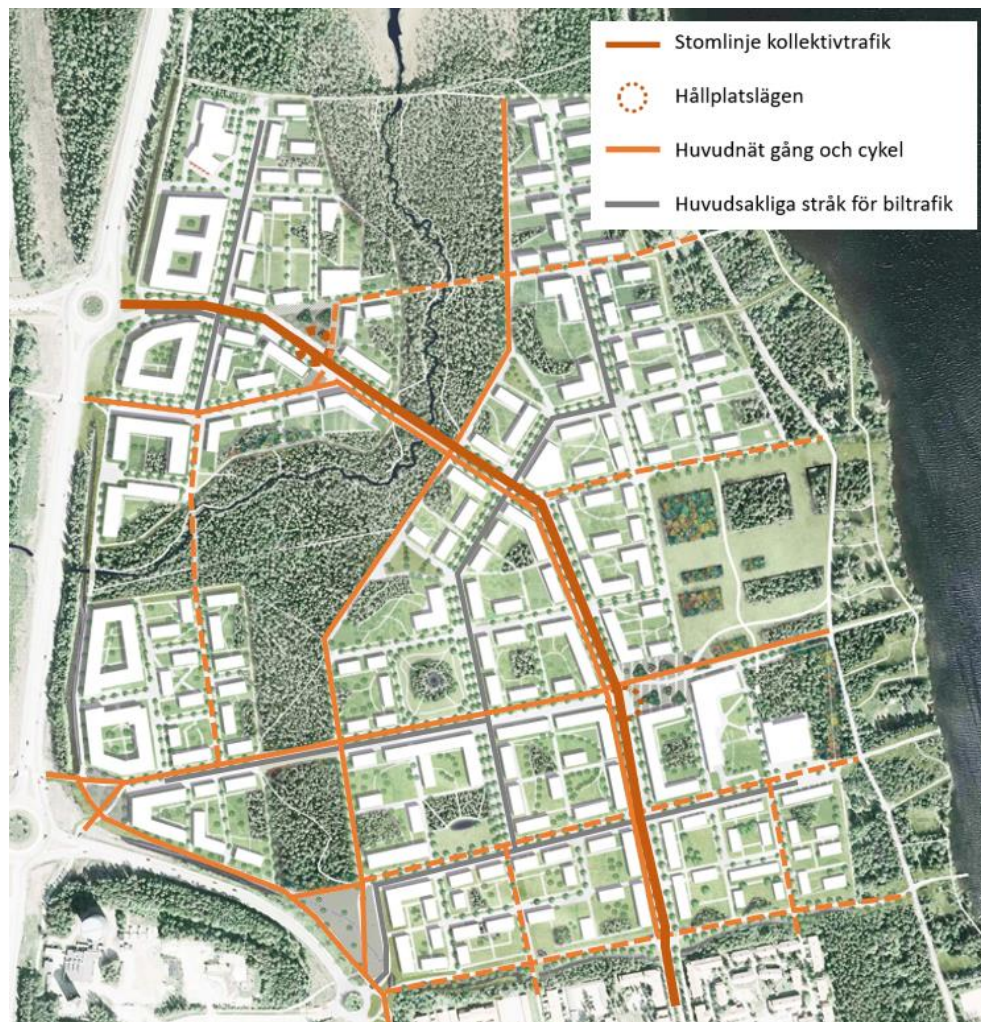 Stomlinje kollektivtrafik
Hållplatslägen
Huvudnät gång och cykel
Huvudsakliga stråk för biltrafik